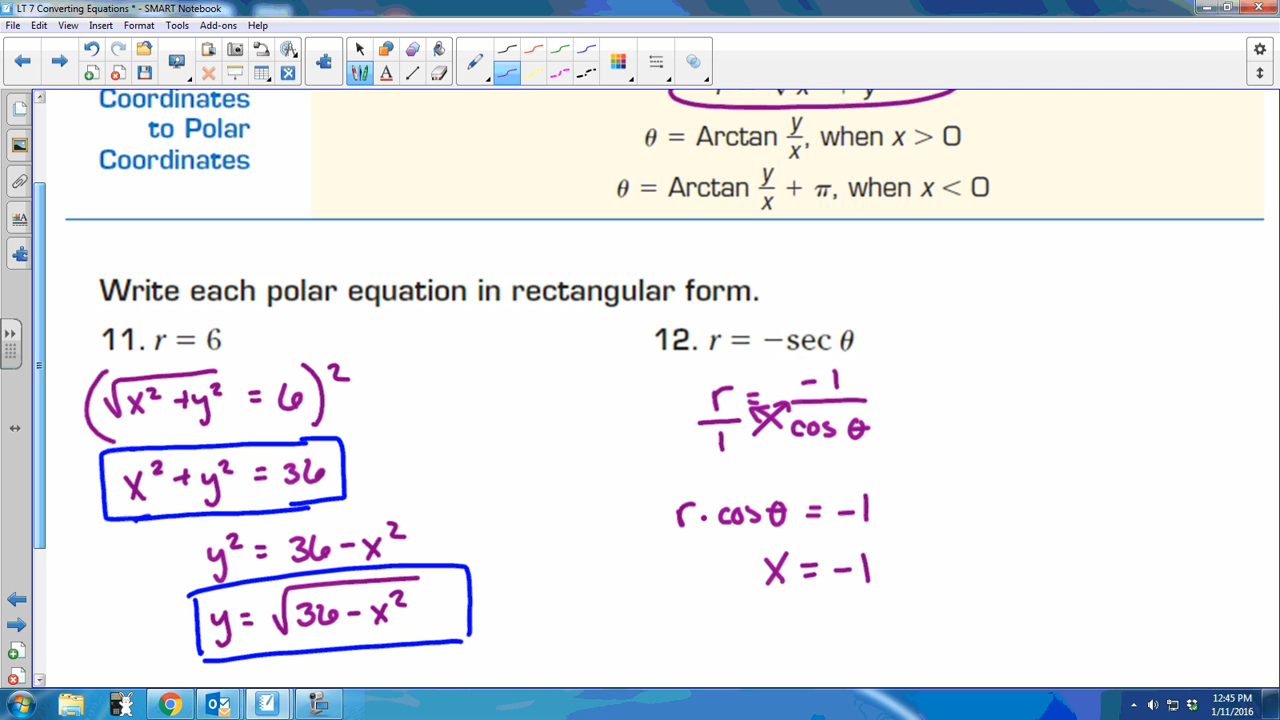 LT 7 Converting Equations * - SMART Notebook
File Edit View Insert Format Tools Add-ons Help
Coordinates
to Polar
Coordinates
θ = Arctan y/x, when x > 0
θ = Arctan y/x + π, when x < 0
Write each polar equation in rectangular form.
11. r = 6
(√x² + y² = 6)²
x² + y² = 36
y² = 36 - x²
y = √36 - x²
12. r = -sec θ
r/1 = -1/cos θ
r · cos θ = -1
x = -1
12:45 PM
1/11/2016